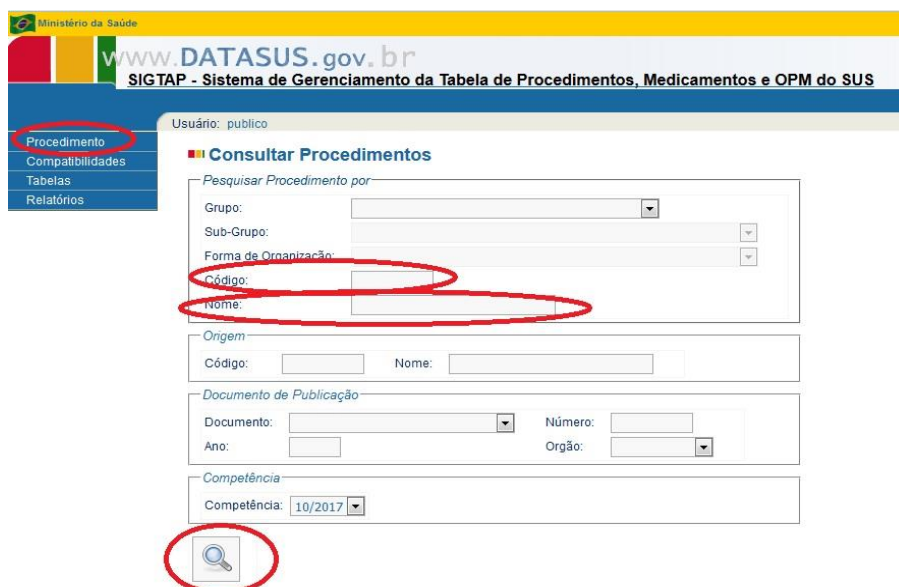 Ministério da Saúde
www.DATASUS.gov.br
SIGTAP - Sistema de Gerenciamento da Tabela de Procedimentos, Medicamentos e OPM do SUS
Usuário: publico
Procedimento
Compatibilidades
Tabelas
Relatórios
Consultar Procedimentos
Pesquisar Procedimento por
Grupo:
Sub-Grupo:
Forma de Organização:
Código:
Nome:
Origem
Código: Nome:
Documento de Publicação
Documento: Número:
Ano: Orgão:
Competência
Competência: 10/2017